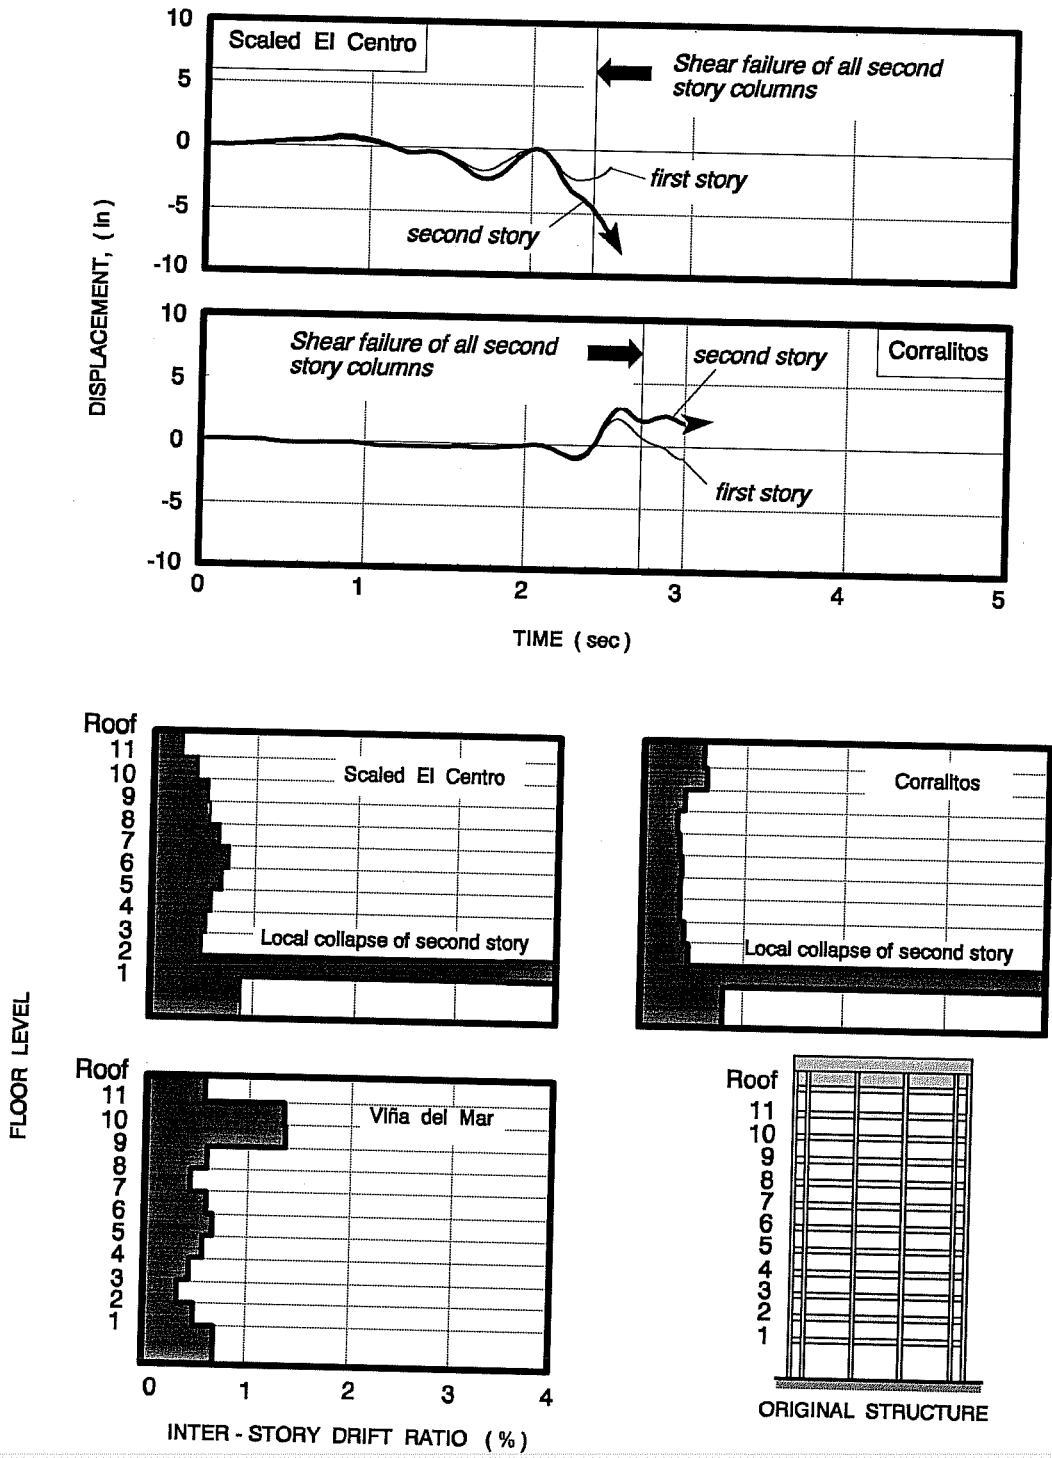 10
Scaled El Centro
5
Shear failure of all second
story columns
0
first story
-5
second story
-10
DISPLACEMENT, (in)
10
Shear failure of all second
story columns
second story
Corralitos
5
0
-5
first story
-10
0 1 2 3 4 5
TIME (sec)
Roof
11
10
9
8
7
6
5
4
3
2
1
Scaled El Centro
Local collapse of second story
Corralitos
Local collapse of second story
FLOOR LEVEL
Roof
11
10
9
8
7
6
5
4
3
2
1
Viña del Mar
0 1 2 3 4
INTER-STORY DRIFT RATIO (%)
Roof
11
10
9
8
7
6
5
4
3
2
1
ORIGINAL STRUCTURE